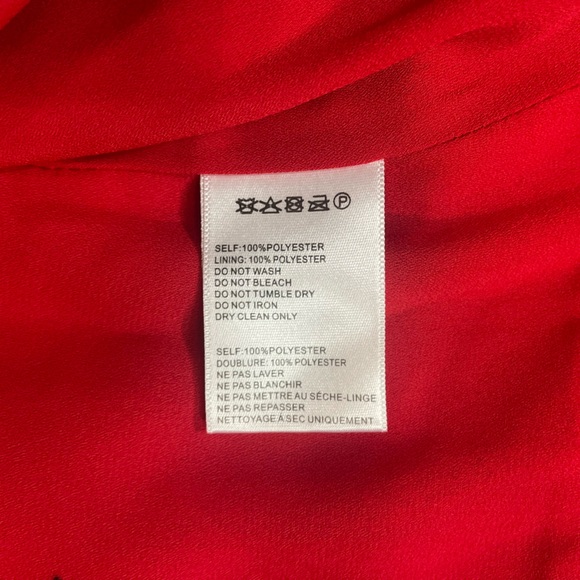 P
SELF:100%POLYESTER
LINING: 100% POLYESTER
DO NOT WASH
DO NOT BLEACH
DO NOT TUMBLE DRY
DO NOT IRON
DRY CLEAN ONLY
SELF:100%POLYESTER
DOUBLURE: 100% POLYESTER
NE PAS LAVER
NE PAS BLANCHIR
NE PAS METTRE AU SÈCHE-LINGE
NE PAS REPASSER
NETTOYAGE À SEC UNIQUEMENT